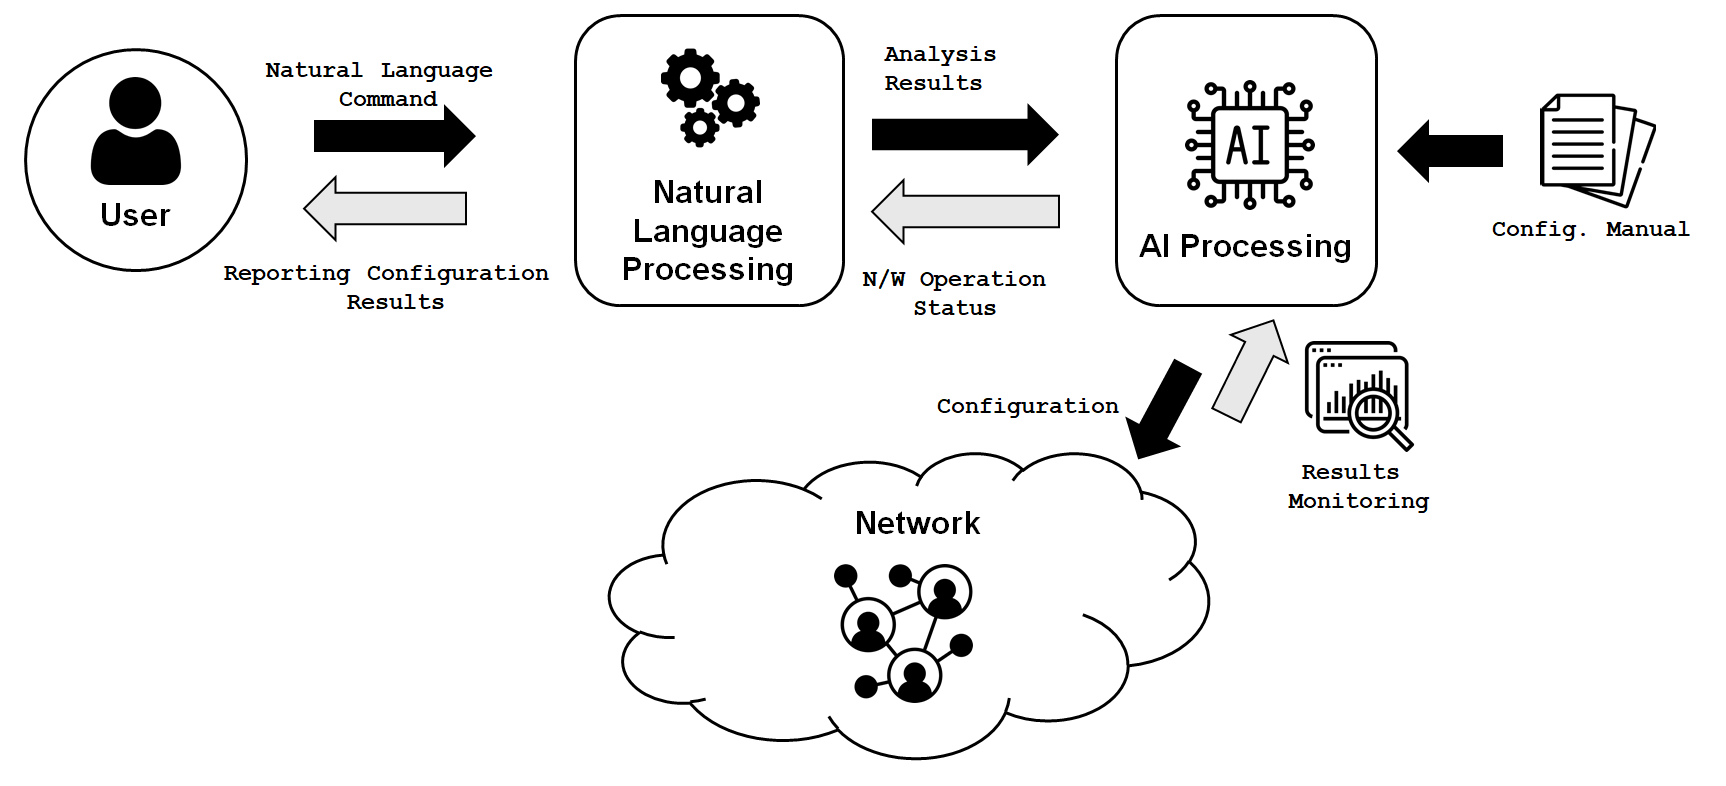 Natural Language
Command
User
Reporting Configuration
Results
Natural
Language
Processing
Analysis
Results
N/W Operation
Status
AI
AI Processing
Config. Manual
Configuration
Results
Monitoring
Network